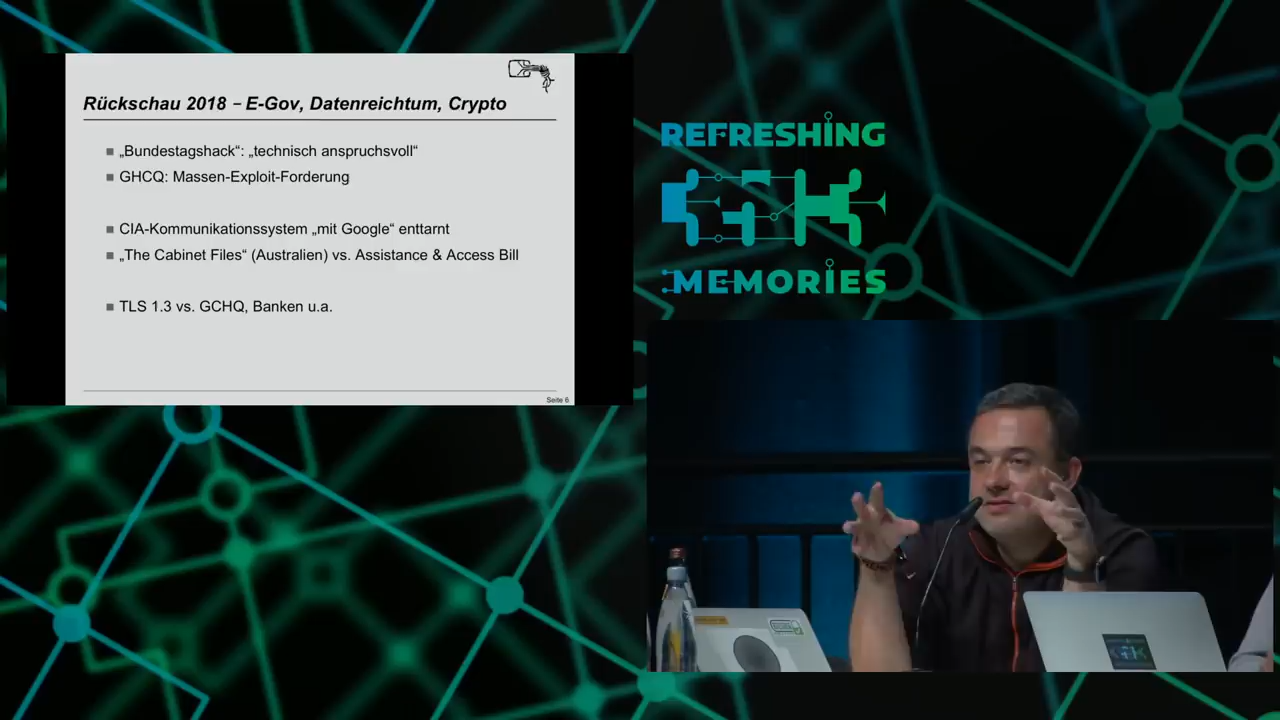 Rückschau 2018 – E-Gov, Datenreichtum, Crypto
„Bundestagshack“: „technisch anspruchsvoll“
GHCQ: Massen-Exploit-Forderung
CIA-Kommunikationssystem „mit Google“ enttarnt
„The Cabinet Files“ (Australien) vs. Assistance & Access Bill
TLS 1.3 vs. GCHQ, Banken u.a.
Seite 6
REFRESHING
MEMORIES